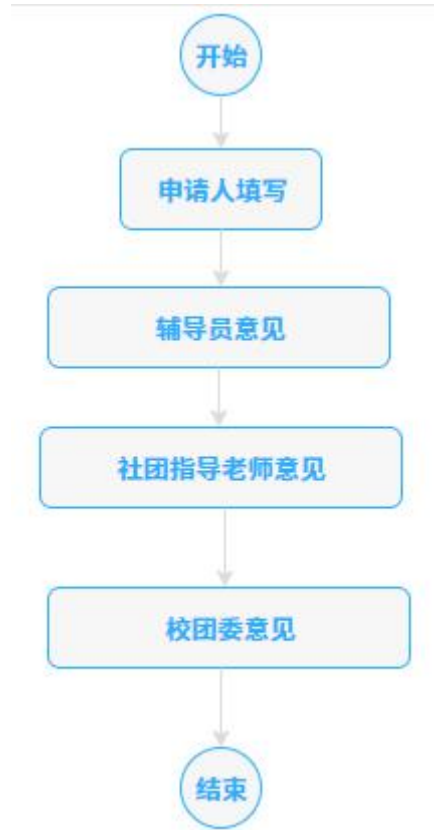 开始
申请人填写
辅导员意见
社团指导老师意见
校团委意见
结束